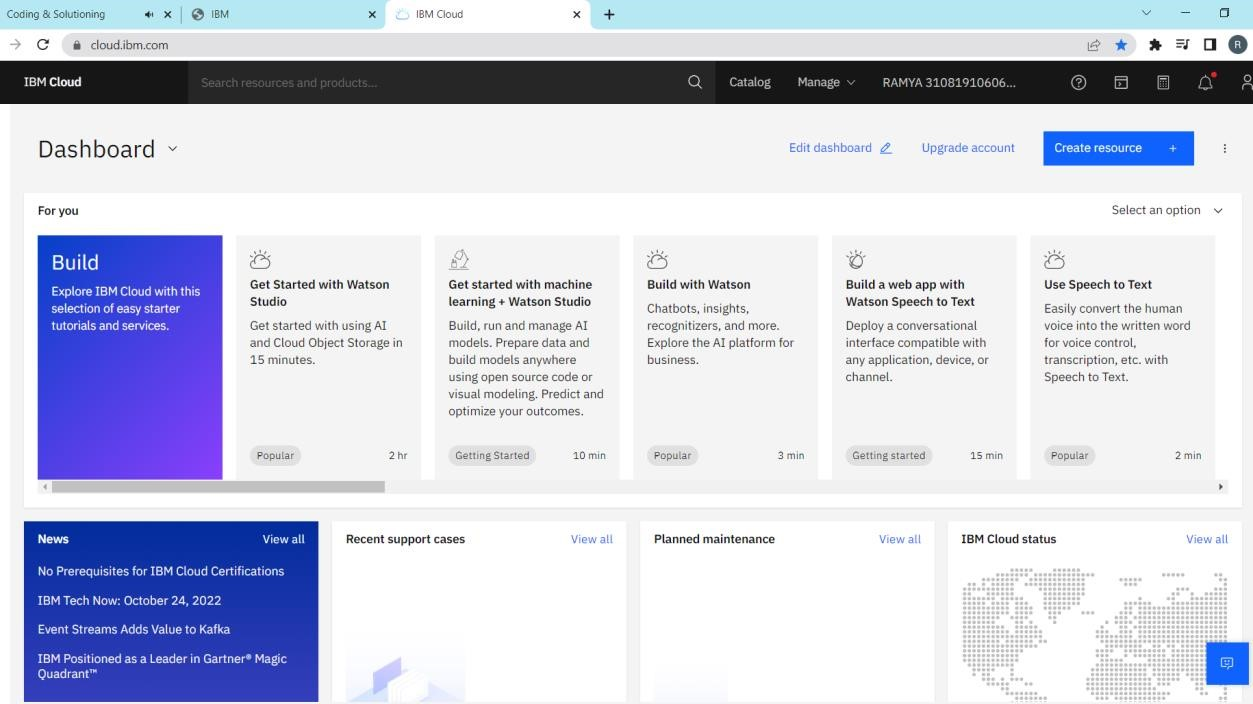 Coding & Solutioning
IBM
IBM Cloud
cloud.ibm.com
R
IBM Cloud
Search resources and products...
Catalog
Manage
RAMYA 31081910606...
Dashboard
Edit dashboard
Upgrade account
Create resource +
For you
Select an option
Build
Explore IBM Cloud with this
selection of easy starter
tutorials and services.
Get Started with Watson
Studio
Get started with using AI
and Cloud Object Storage in
15 minutes.
Popular
2 hr
Get started with machine
learning + Watson Studio
Build, run and manage AI
models. Prepare data and
build models anywhere
using open source code or
visual modeling. Predict and
optimize your outcomes.
Getting Started
10 min
Build with Watson
Chatbots, insights,
recognitizers, and more.
Explore the AI platform for
business.
Popular
3 min
Build a web app with
Watson Speech to Text
Deploy a conversational
interface compatible with
any application, device, or
channel.
Getting started
15 min
Use Speech to Text
Easily convert the human
voice into the written word
for voice control,
transcription, etc. with
Speech to Text.
Popular
2 min
News
View all
No Prerequisites for IBM Cloud Certifications
IBM Tech Now: October 24, 2022
Event Streams Adds Value to Kafka
IBM Positioned as a Leader in Gartner® Magic
Quadrant™
Recent support cases
View all
Planned maintenance
View all
IBM Cloud status
View all